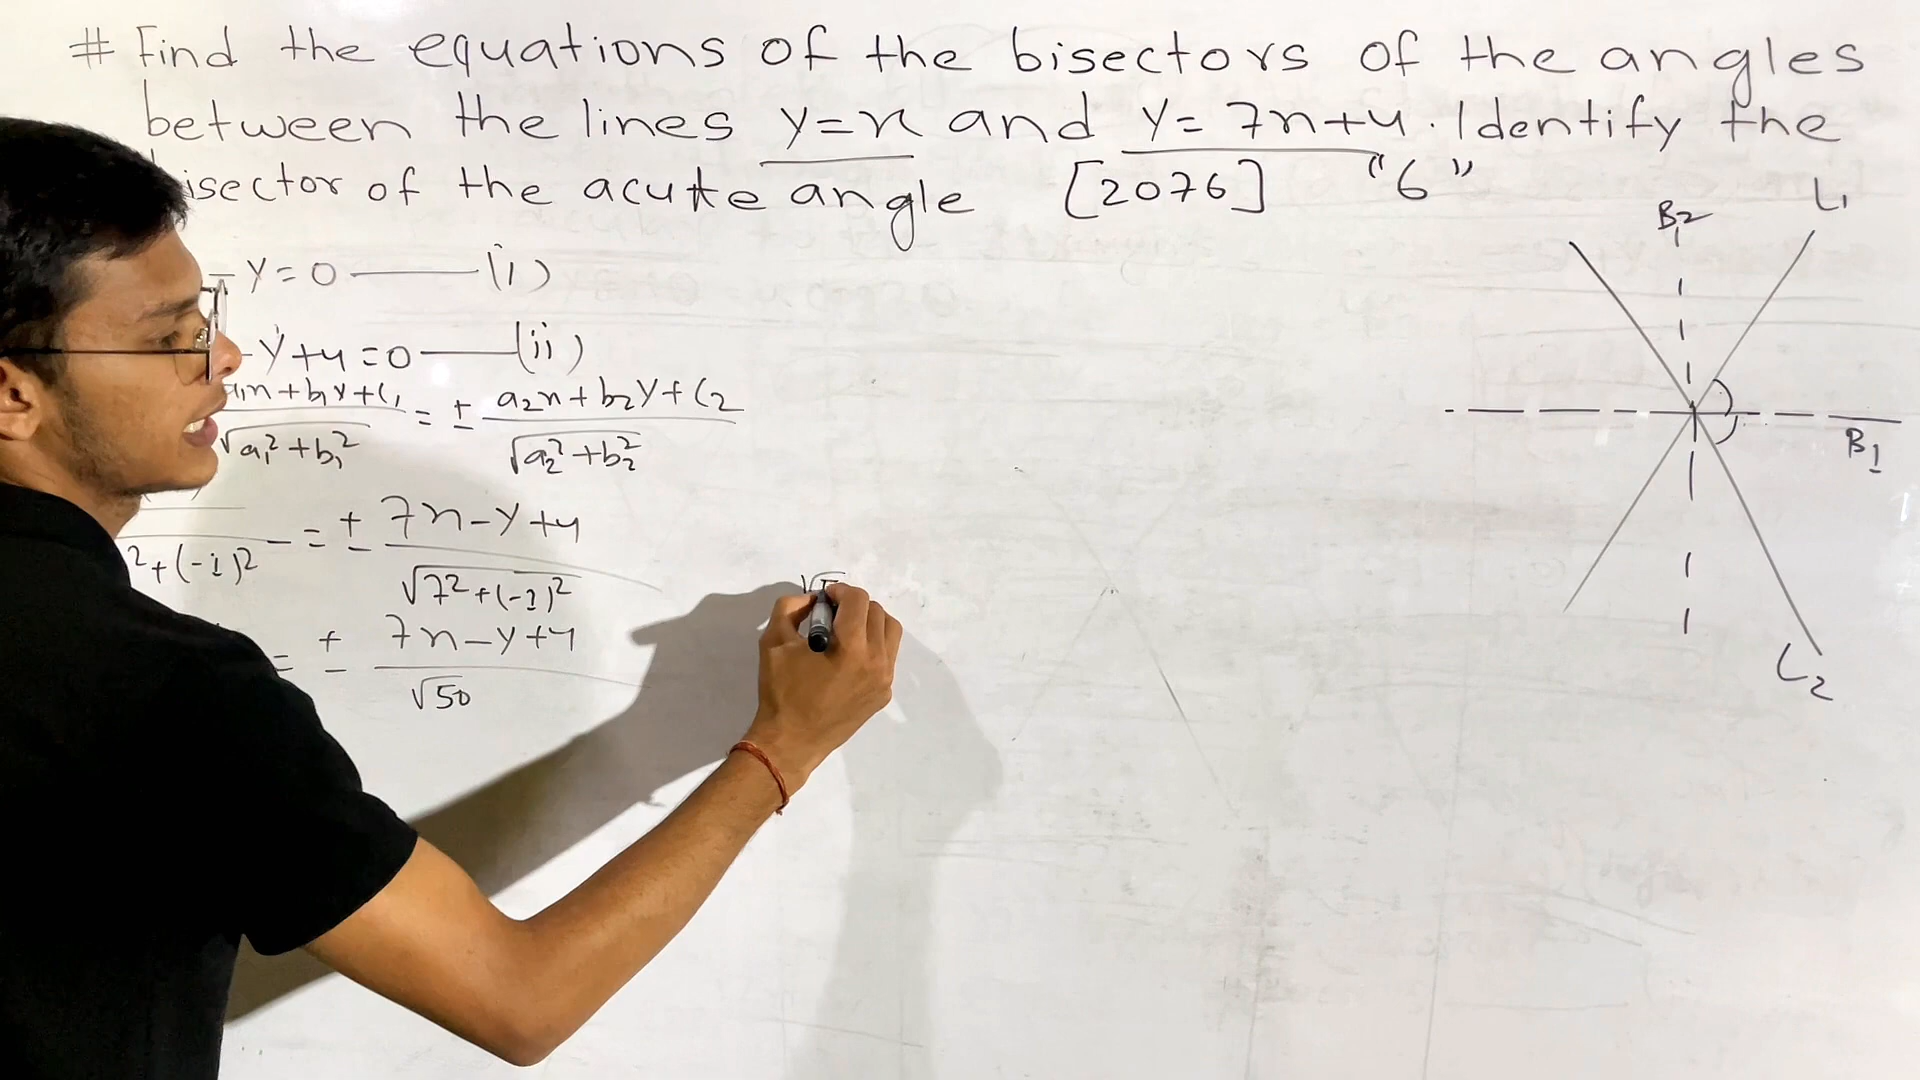 # Find the equations of the bisectors of the angles
between the lines y=x and y= 7x+4. Identify the
isector of the acute angle [2076] "6"
B2
L1
- y=0 —— (i)
- y+4=0 —— (ii)
a1x+b1y+c1 = ± a2x+b2y+c2
√a1²+b1² √a2²+b2²
= ± 7x-y+4
²+(-1)² √7²+(-1)²
= ± 7x-y+4
√50
B1
L2